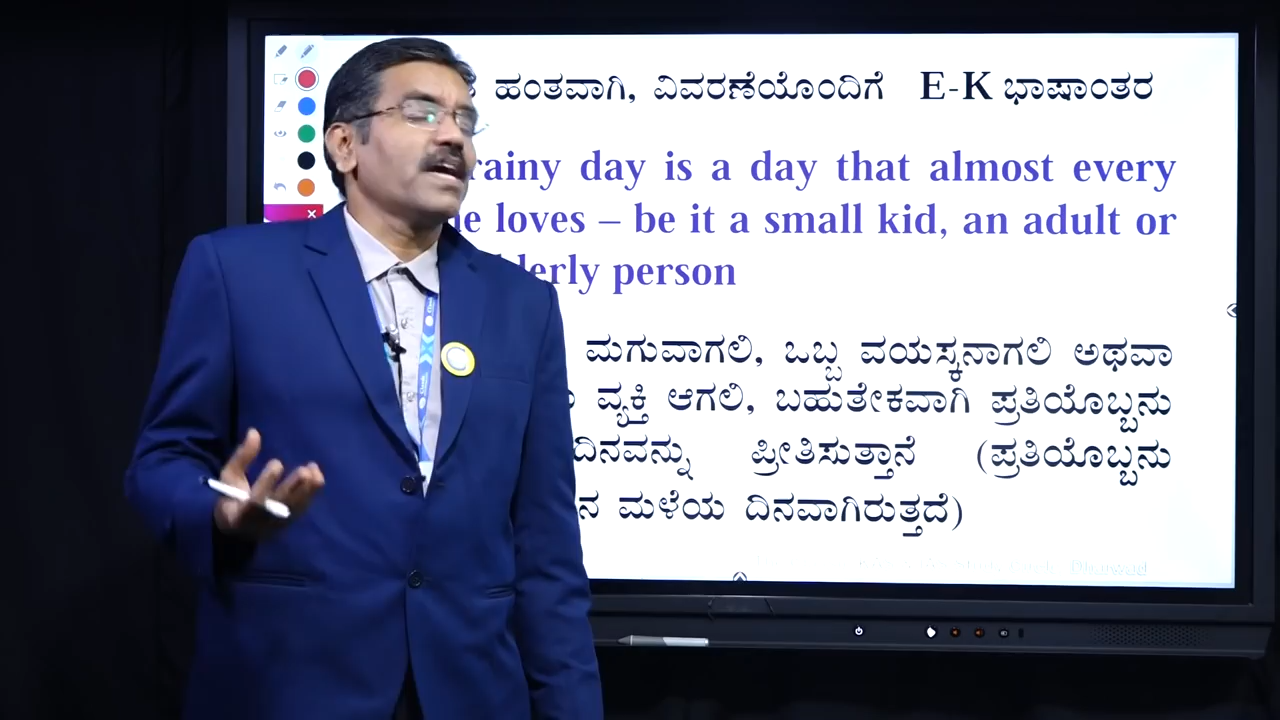 ಹಂತವಾಗಿ, ವಿವರಣೆಯೊಂದಿಗೆ E-K ಭಾಷಾಂತರ
rainy day is a day that almost every
loves – be it a small kid, an adult or
person
ಮಗುವಾಗಲಿ, ಒಬ್ಬ ವಯಸ್ಕನಾಗಲಿ ಅಥವಾ
ವ್ಯಕ್ತಿ ಆಗಲಿ, ಬಹುತೇಕವಾಗಿ ಪ್ರತಿಯೊಬ್ಬನು
ದಿನವನ್ನು ಪ್ರೀತಿಸುತ್ತಾನೆ (ಪ್ರತಿಯೊಬ್ಬನು
ಮಳೆಯ ದಿನವಾಗಿರುತ್ತದೆ)